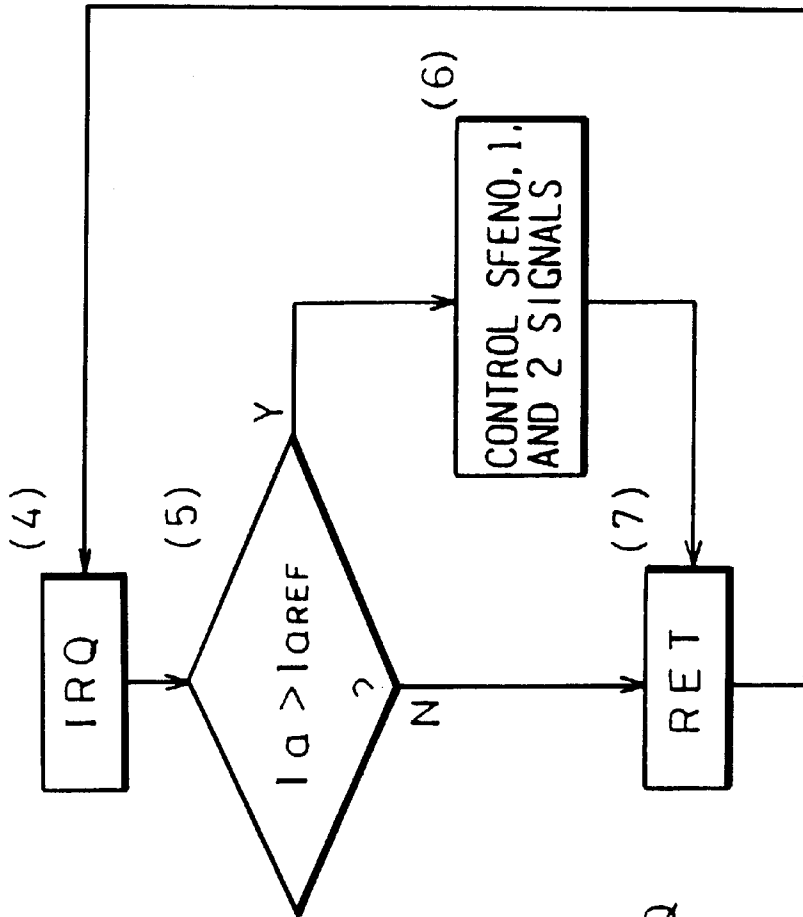 (4)
IRQ
(5)
Ia > IaREF
?
Y
N
(6)
CONTROL SFEN0, 1,
AND 2 SIGNALS
(7)
RET
Q